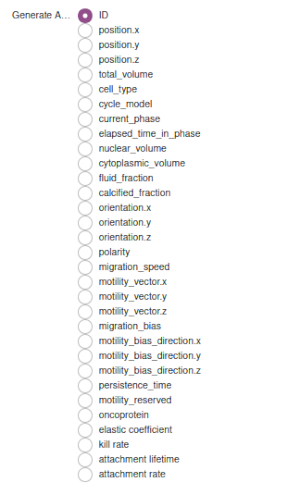 Generate A... ID
position.x
position.y
position.z
total_volume
cell_type
cycle_model
current_phase
elapsed_time_in_phase
nuclear_volume
cytoplasmic_volume
fluid_fraction
calcified_fraction
orientation.x
orientation.y
orientation.z
polarity
migration_speed
motility_vector.x
motility_vector.y
motility_vector.z
migration_bias
motility_bias_direction.x
motility_bias_direction.y
motility_bias_direction.z
persistence_time
motility_reserved
oncoprotein
elastic coefficient
kill rate
attachment lifetime
attachment rate